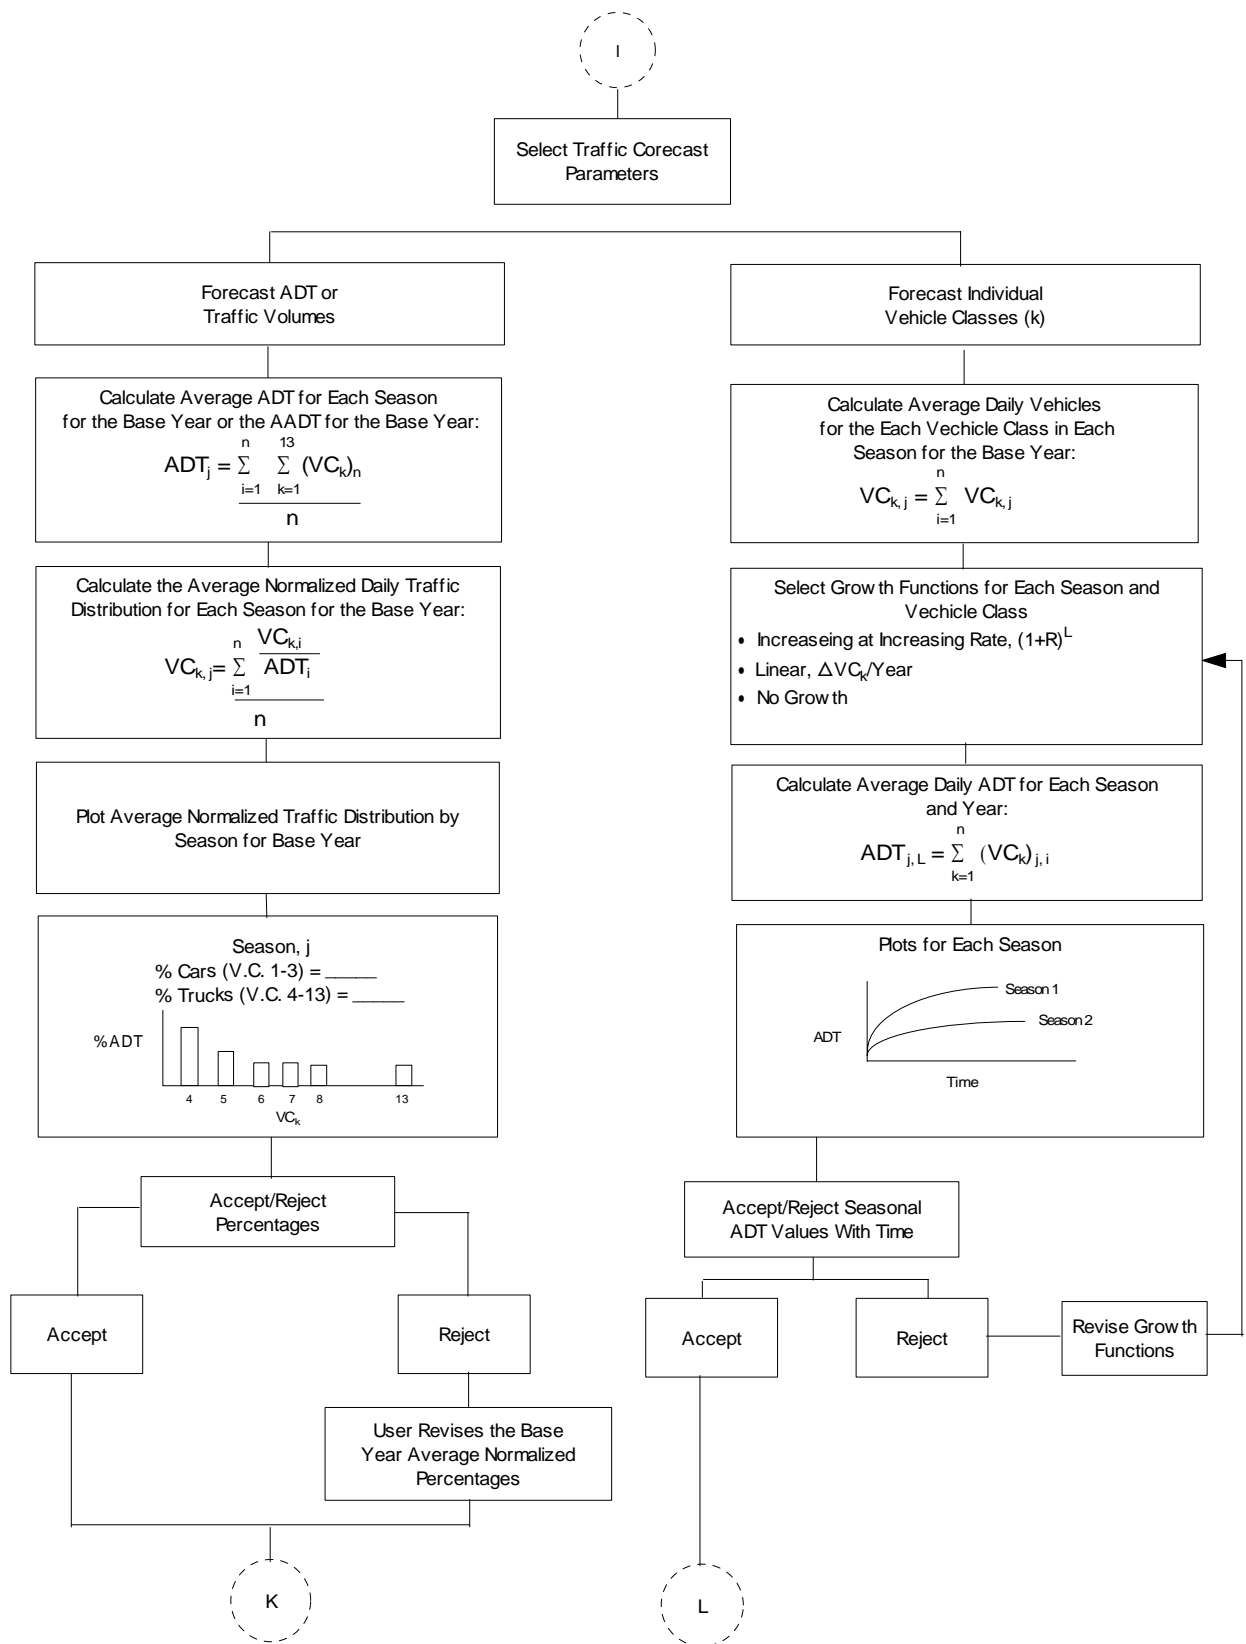 I
Select Traffic Corecast
Parameters
Forecast ADT or
Traffic Volumes
Calculate Average ADT for Each Season
for the Base Year or the AADT for the Base Year:
n 13
ADTj = Σ Σ (VCk)n
i=1 k=1
n
Calculate the Average Normalized Daily Traffic
Distribution for Each Season for the Base Year:
n VCk,i
VCk, j= Σ ADTi
i=1
n
Plot Average Normalized Traffic Distribution by
Season for Base Year
Season, j
% Cars (V.C. 1-3) = _____
% Trucks (V.C. 4-13) = _____
%ADT
4 5 6 7 8 13
VCk
Accept/Reject
Percentages
Accept
Reject
User Revises the Base
Year Average Normalized
Percentages
K
Forecast Individual
Vehicle Classes (k)
Calculate Average Daily Vehicles
for the Each Vechicle Class in Each
Season for the Base Year:
n
VCk, j = Σ VCk, j
i=1
Select Growth Functions for Each Season and
Vechicle Class
• Increaseing at Increasing Rate, (1+R)^L
• Linear, ΔVCk/Year
• No Growth
Calculate Average Daily ADT for Each Season
and Year:
n
ADTj, L = Σ (VCk)j, i
k=1
Plots for Each Season
Season 1
Season 2
ADT
Time
Accept/Reject Seasonal
ADT Values With Time
Accept
Reject
Revise Growth
Functions
L